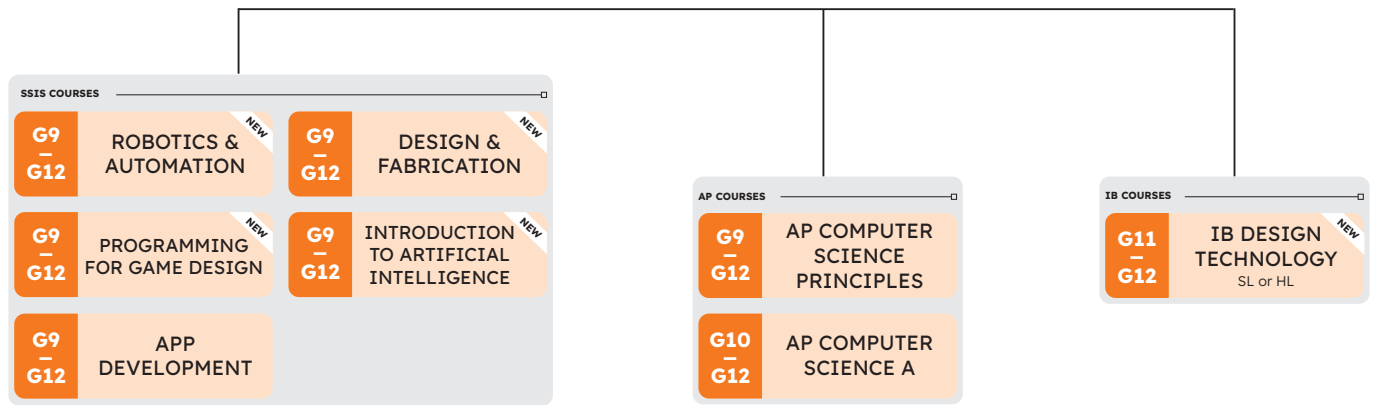 SSIS COURSES
G9
–
G12
ROBOTICS &
AUTOMATION
NEW
G9
–
G12
DESIGN &
FABRICATION
NEW
G9
–
G12
PROGRAMMING
FOR GAME DESIGN
NEW
G9
–
G12
INTRODUCTION
TO ARTIFICIAL
INTELLIGENCE
NEW
G9
–
G12
APP
DEVELOPMENT
AP COURSES
G9
–
G12
AP COMPUTER
SCIENCE
PRINCIPLES
G10
–
G12
AP COMPUTER
SCIENCE A
IB COURSES
G11
–
G12
IB DESIGN
TECHNOLOGY
SL or HL
NEW